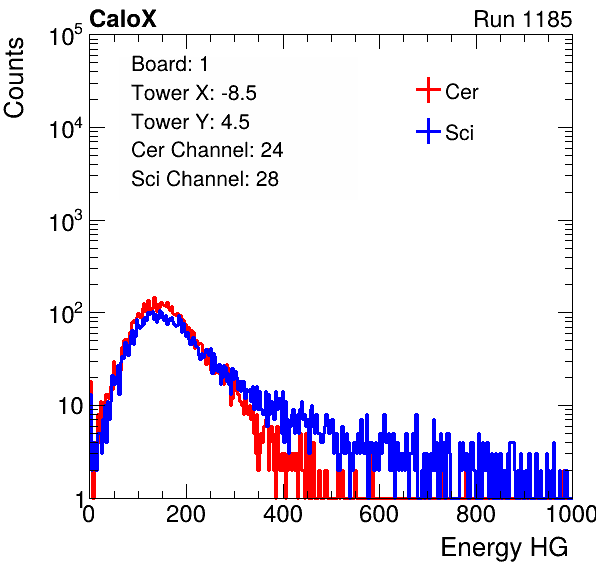 CaloX Run 1185
Counts
10^5
10^4
10^3
10^2
10
1
Board: 1
Tower X: -8.5
Tower Y: 4.5
Cer Channel: 24
Sci Channel: 28
Cer
Sci
0 200 400 600 800 1000
Energy HG